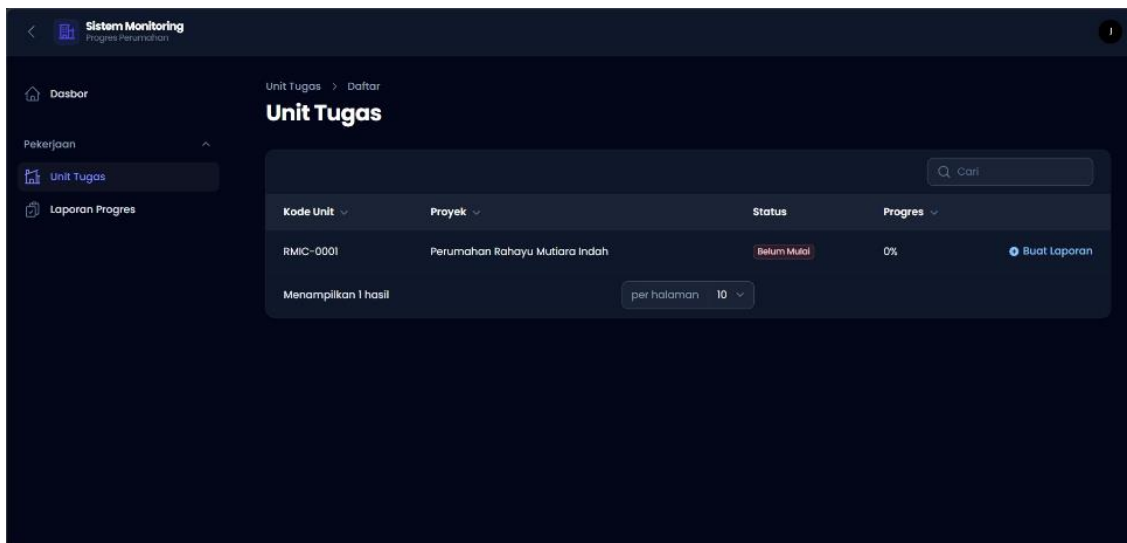 Sistem Monitoring
Progres Perumahan
J
Dasbor
Pekerjaan
Unit Tugas
Laporan Progres
Unit Tugas > Daftar
Unit Tugas
Cari
Kode Unit Proyek Status Progres
RMIC-0001 Perumahan Rahayu Mutiara Indah Belum Mulai 0% Buat Laporan
Menampilkan 1 hasil per halaman 10